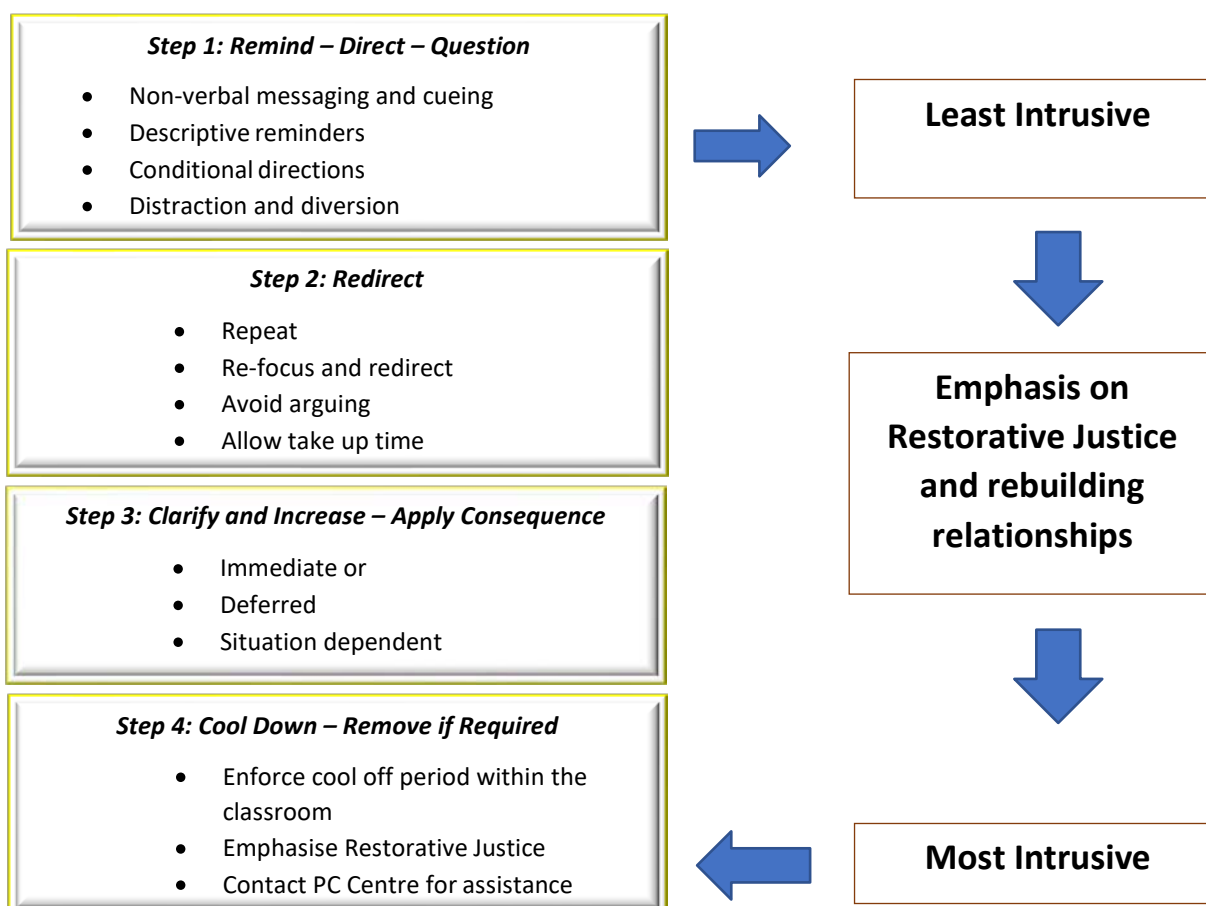 Step 1: Remind – Direct – Question
• Non-verbal messaging and cueing
• Descriptive reminders
• Conditional directions
• Distraction and diversion
Least Intrusive
Step 2: Redirect
• Repeat
• Re-focus and redirect
• Avoid arguing
• Allow take up time
Emphasis on
Restorative Justice
and rebuilding
relationships
Step 3: Clarify and Increase – Apply Consequence
• Immediate or
• Deferred
• Situation dependent
Step 4: Cool Down – Remove if Required
• Enforce cool off period within the
classroom
• Emphasise Restorative Justice
• Contact PC Centre for assistance
Most Intrusive